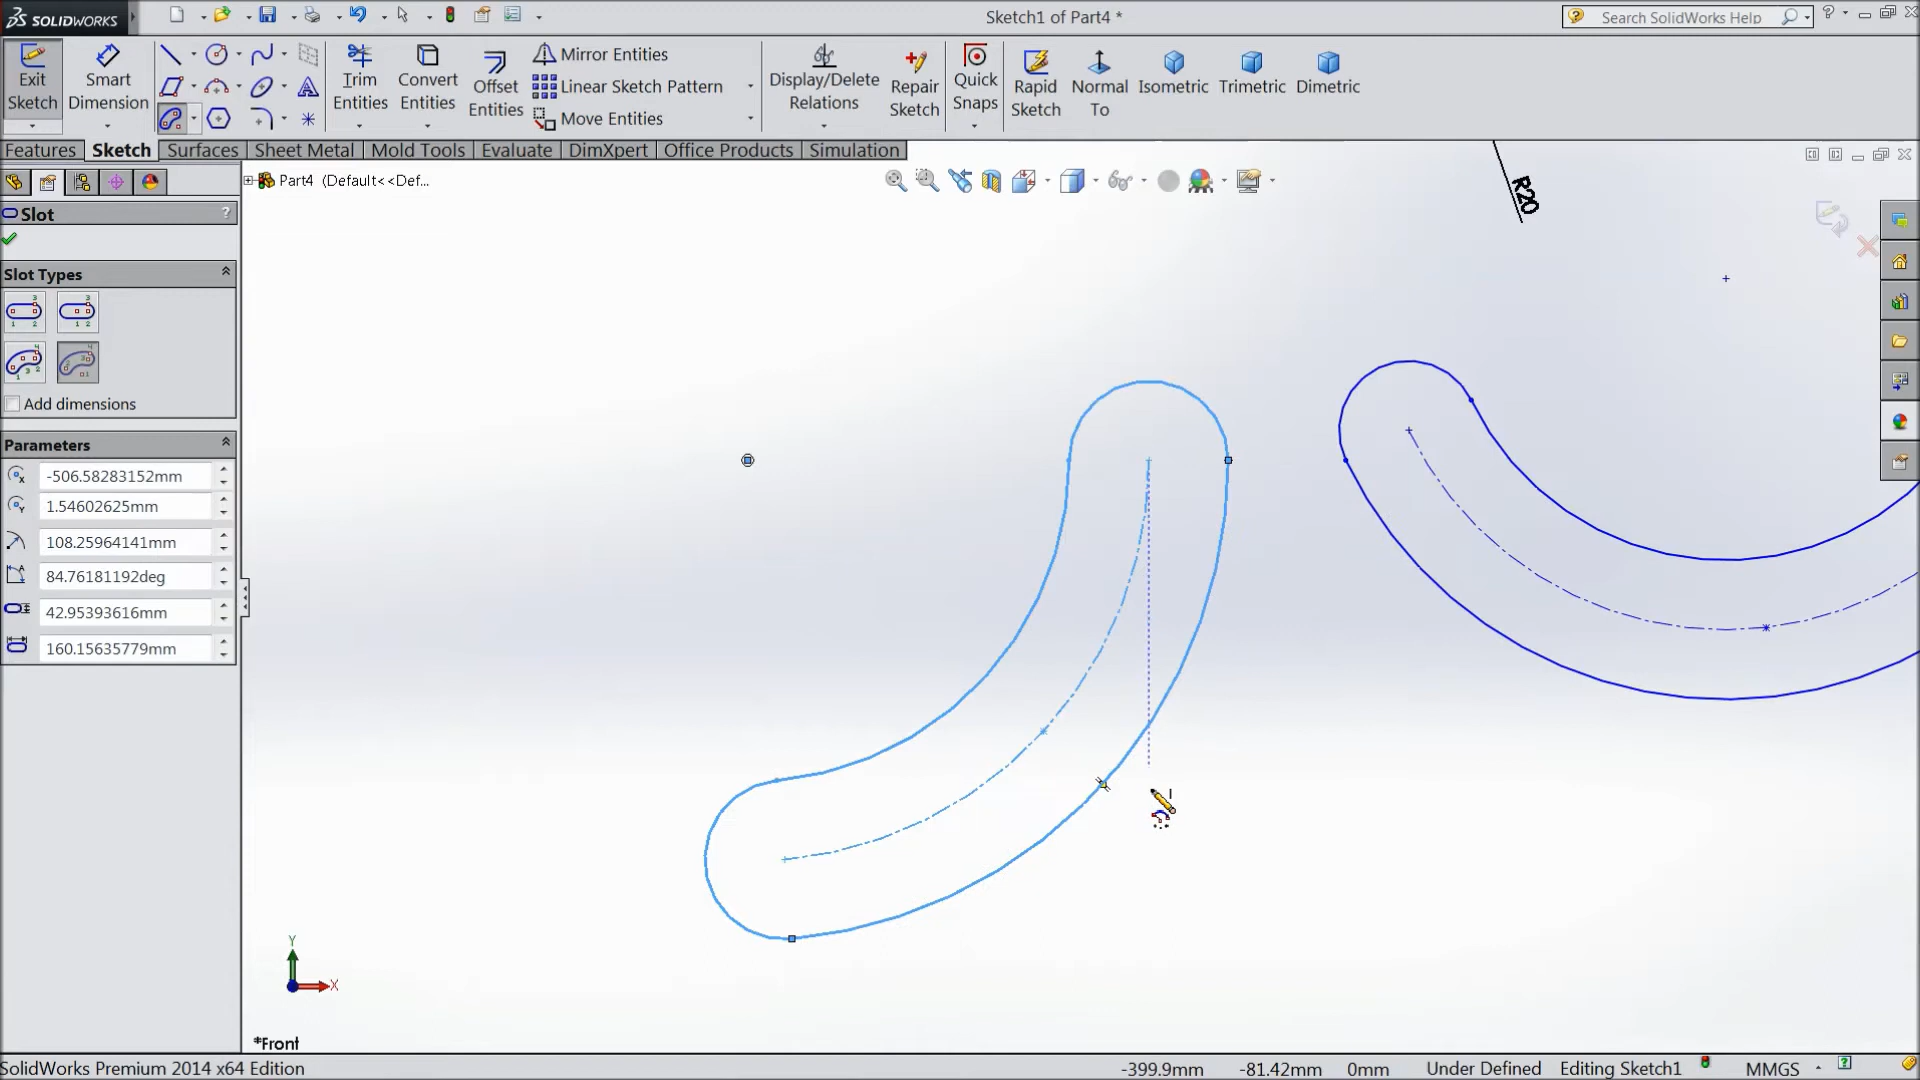 SOLIDWORKS
Sketch1 of Part4 *
Search SolidWorks Help
Exit Sketch
Smart Dimension
Trim Entities
Convert Entities
Offset Entities
Mirror Entities
Linear Sketch Pattern
Move Entities
Display/Delete Relations
Repair Sketch
Quick Snaps
Rapid Sketch
Normal To
Isometric
Trimetric
Dimetric
Features
Sketch
Surfaces
Sheet Metal
Mold Tools
Evaluate
DimXpert
Office Products
Simulation
Part4 (Default<<Def...
R20
Slot
?
Slot Types
Add dimensions
Parameters
-506.58283152mm
1.54602625mm
108.25964141mm
84.76181192deg
42.95393616mm
160.15635779mm
Y
X
*Front
SolidWorks Premium 2014 x64 Edition
-399.9mm
-81.42mm
0mm
Under Defined
Editing Sketch1
MMGS